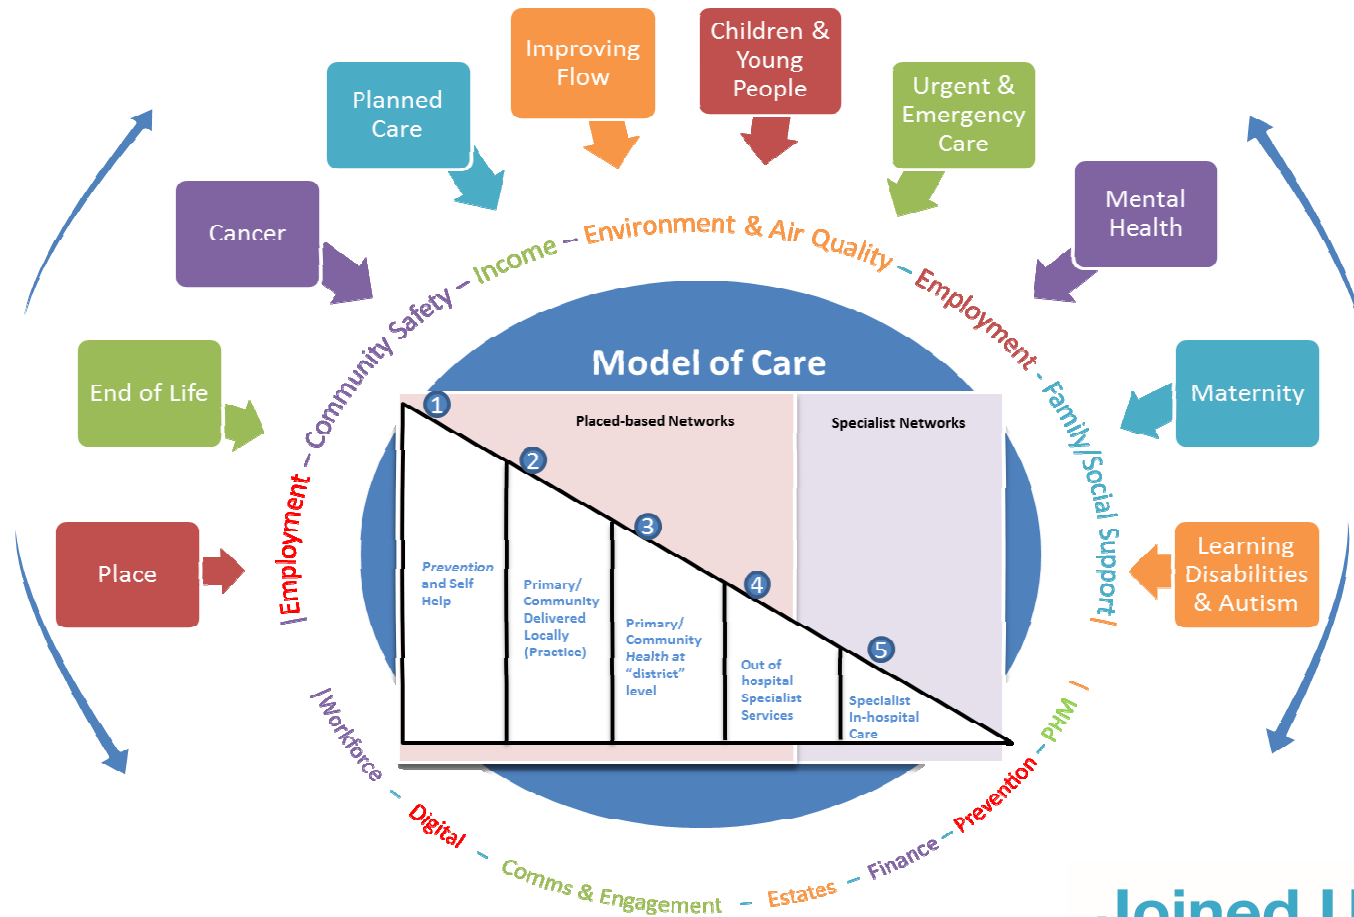 Improving
Flow
Children &
Young
People
Planned
Care
Urgent &
Emergency
Care
Cancer
Mental
Health
End of Life
Maternity
Place
Learning
Disabilities
& Autism
|Employment – Community Safety – Income – Environment & Air Quality – Employment - Family/Social Support|
Model of Care
Placed-based Networks
Specialist Networks
1
2
3
4
5
Prevention
and Self
Help
Primary/
Community
Delivered
Locally
(Practice)
Primary/
Community
Health at
“district”
level
Out of
hospital
Specialist
Services
Specialist
In-hospital
Care
|Workforce – Digital – Comms & Engagement – Estates – Finance – Prevention – PHM |
Joined U